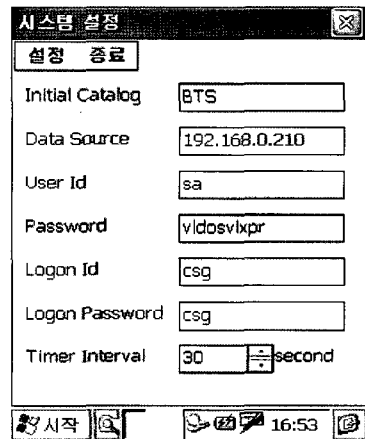 시스템 설정
설정 종료
Initial Catalog BTS
Data Source 192.168.0.210
User Id sa
Password vldosvlxpr
Logon Id csg
Logon Password csg
Timer Interval 30 second
시작 16:53